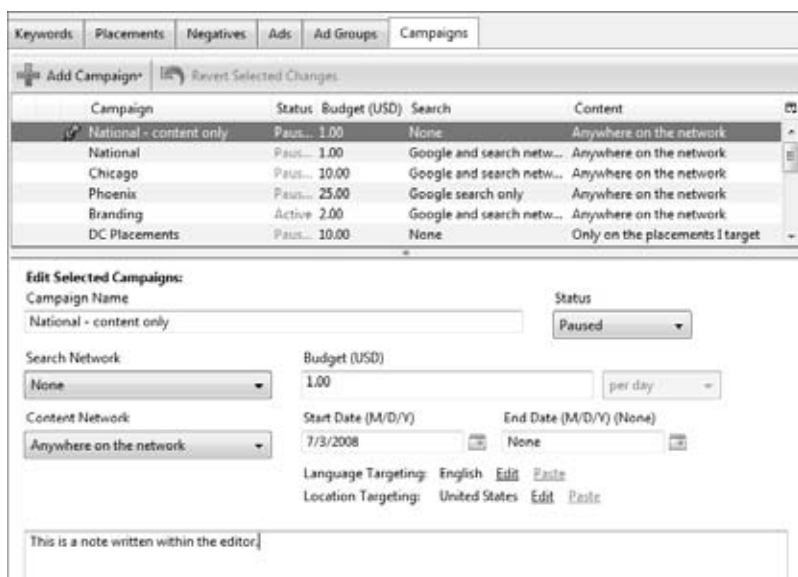 Keywords Placements Negatives Ads Ad Groups Campaigns
Add Campaign Revert Selected Changes
Campaign Status Budget (USD) Search Content
National - content only Paus... 1.00 None Anywhere on the network
National Paus... 1.00 Google and search netw... Anywhere on the network
Chicago Paus... 10.00 Google and search netw... Anywhere on the network
Phoenix Paus... 25.00 Google search only Anywhere on the network
Branding Active 2.00 Google and search netw... Anywhere on the network
DC Placements Paus... 10.00 None Only on the placements I target
Edit Selected Campaigns:
Campaign Name Status
National - content only Paused
Search Network Budget (USD)
None 1.00 per day
Content Network Start Date (M/D/Y) End Date (M/D/Y) (None)
Anywhere on the network 7/3/2008 None
Language Targeting: English Edit Paste
Location Targeting: United States Edit Paste
This is a note written within the editor.